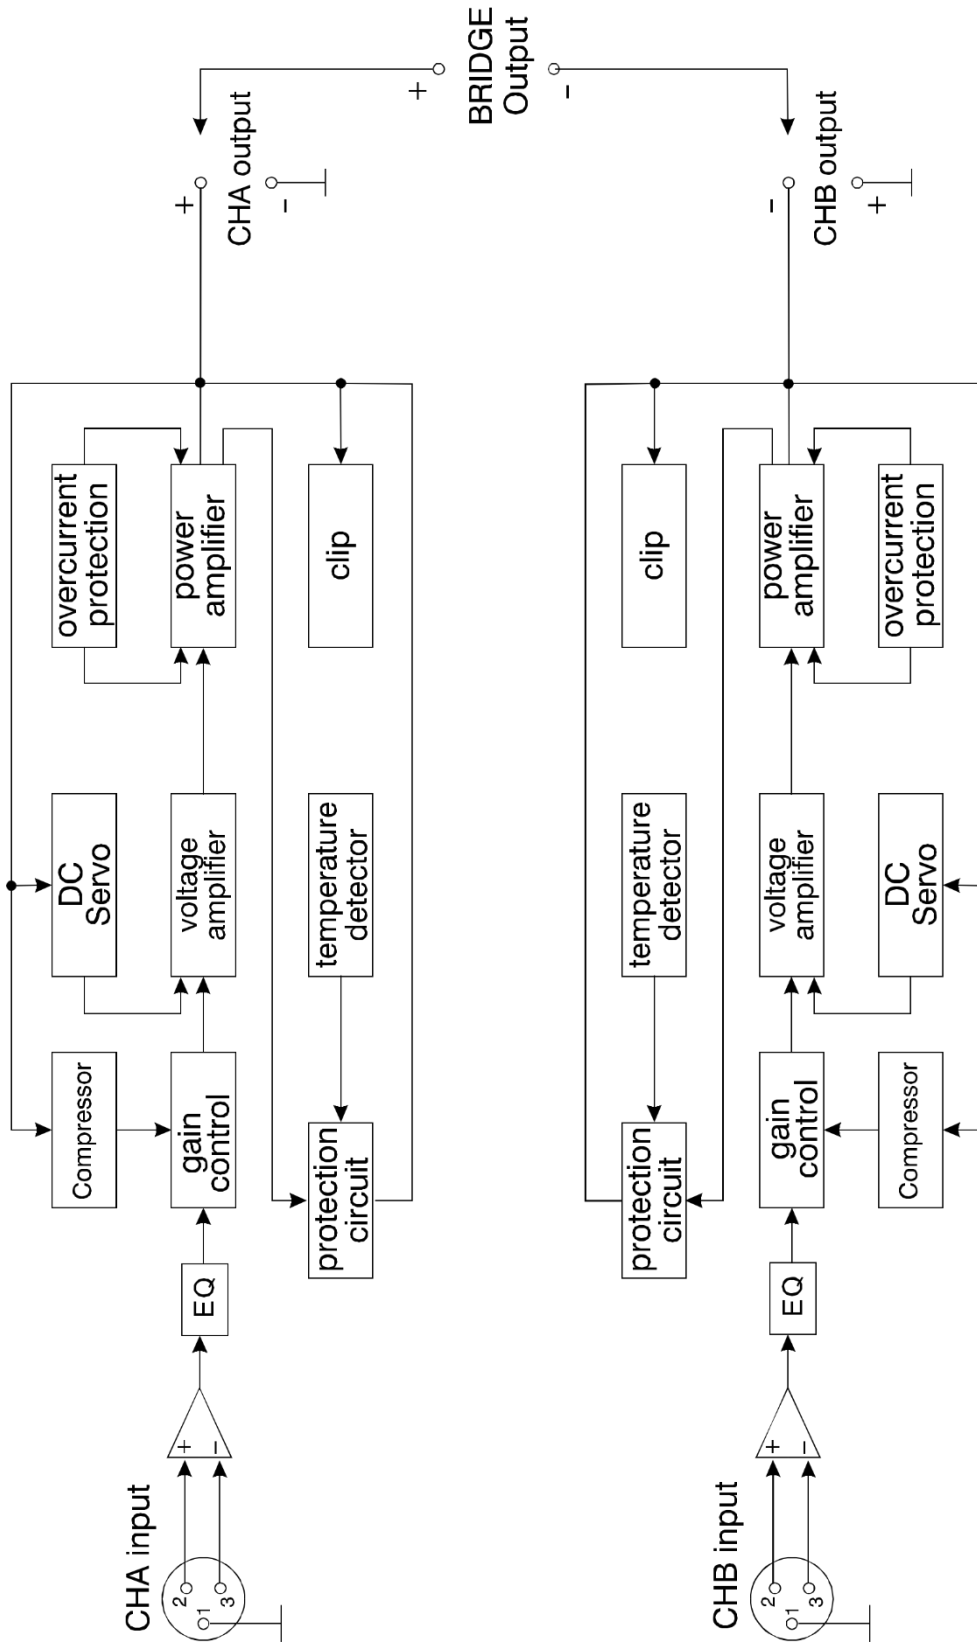 CHA input
2
1
3
+
−
EQ
Compressor
gain
control
DC
Servo
voltage
amplifier
overcurrent
protection
power
amplifier
protection
circuit
temperature
detector
clip
+
CHA output
-
+
BRIDGE
Output
-
CHB input
2
1
3
+
−
EQ
protection
circuit
temperature
detector
clip
gain
control
voltage
amplifier
power
amplifier
Compressor
DC
Servo
overcurrent
protection
-
CHB output
+